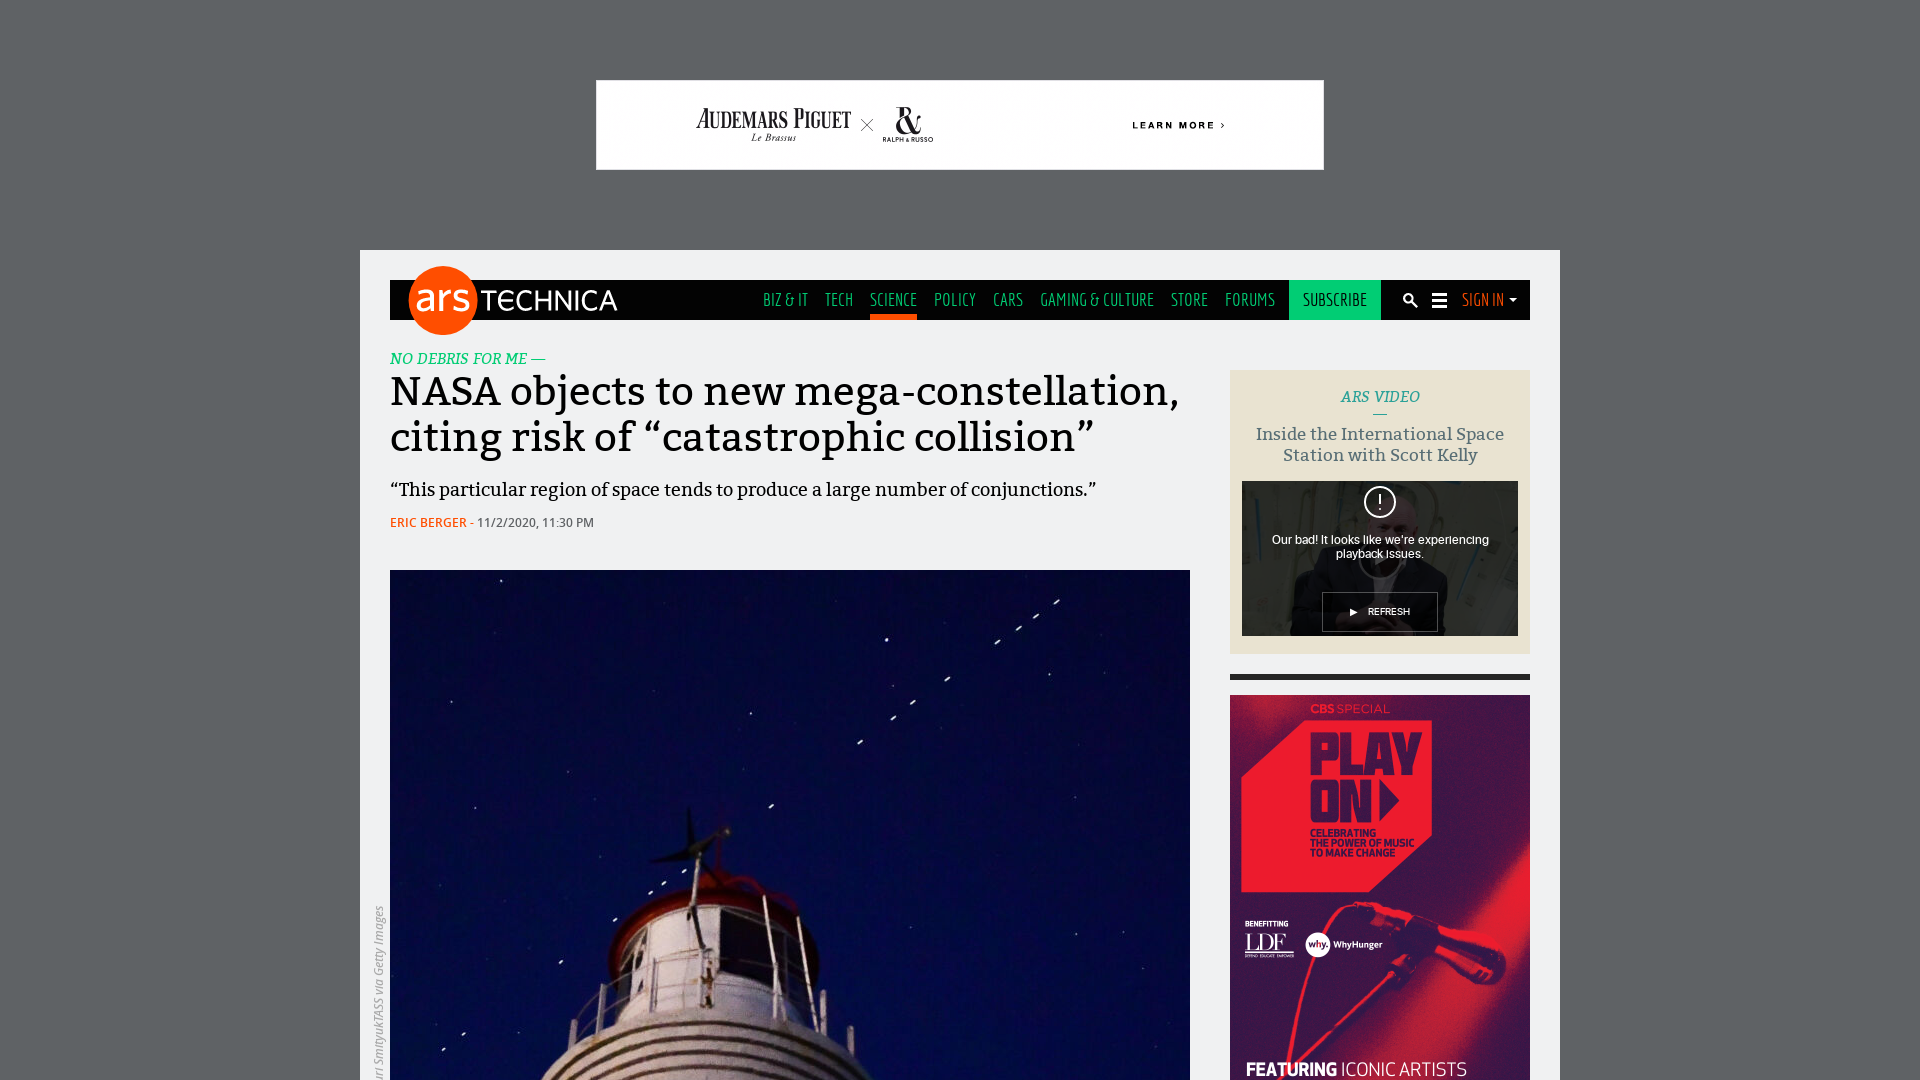 AUDEMARS PIGUET
Le Brassus
&
RALPH & RUSSO
LEARN MORE ›
ars TECHNICA
BIZ & IT
TECH
SCIENCE
POLICY
CARS
GAMING & CULTURE
STORE
FORUMS
SUBSCRIBE
SIGN IN
NO DEBRIS FOR ME —
NASA objects to new mega-constellation,
citing risk of “catastrophic collision”
“This particular region of space tends to produce a large number of conjunctions.”
ERIC BERGER - 11/2/2020, 11:30 PM
SmityukTASS via Getty Images
ARS VIDEO
Inside the International Space
Station with Scott Kelly
Our bad! It looks like we're experiencing
playback issues.
REFRESH
CBS SPECIAL
PLAY
ON
CELEBRATING
THE POWER OF MUSIC
TO MAKE CHANGE
BENEFITTING
LDF
DEFEND EDUCATE EMPOWER
why.
WhyHunger
FEATURING ICONIC ARTISTS